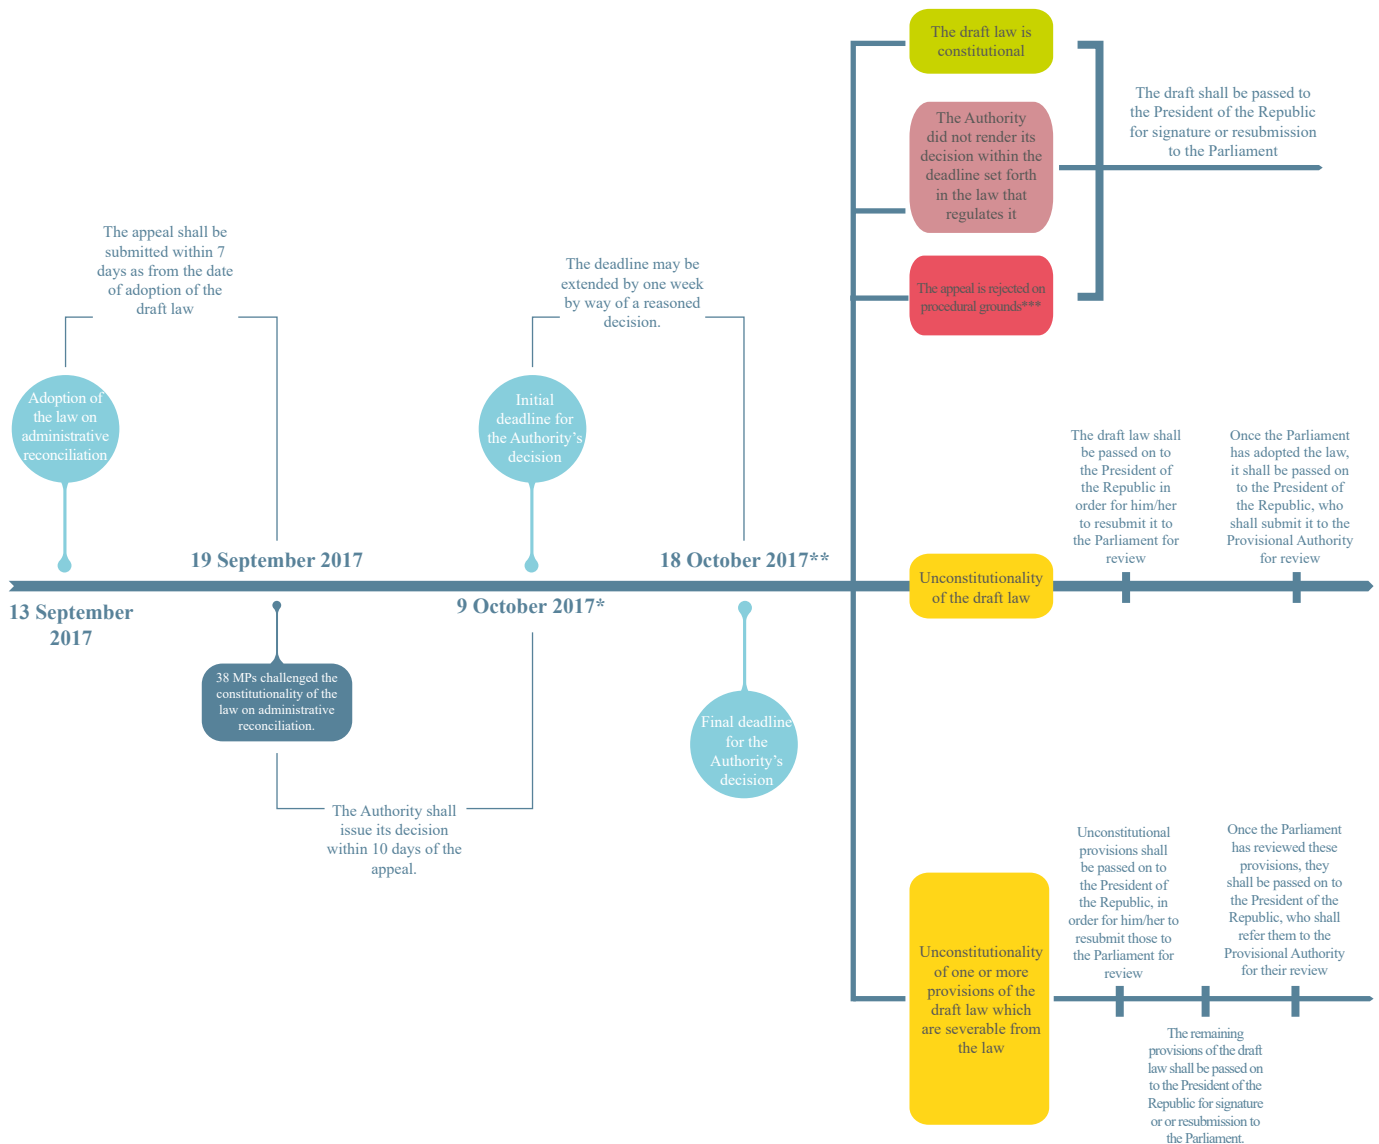 The appeal shall be
submitted within 7
days as from the date
of adoption of the
draft law
Adoption of
the law on
administrative
reconciliation
13 September
2017
19 September 2017
38 MPs challenged the
constitutionality of the
law on administrative
reconciliation.
The Authority shall
issue its decision
within 10 days of the
appeal.
The deadline may be
extended by one week
by way of a reasoned
decision.
Initial
deadline for
the Authority's
decision
9 October 2017*
18 October 2017**
Final deadline
for the
Authority's
decision
The draft law is
constitutional
The Authority
did not render its
decision within the
deadline set forth
in the law that
regulates it
The appeal is rejected on
procedural grounds***
The draft shall be passed to
the President of the Republic
for signature or resubmission
to the Parliament
Unconstitutionality
of the draft law
The draft law shall
be passed on to
the President of
the Republic in
order for him/her
to resubmit it to
the Parliament for
review
Once the Parliament
has adopted the law,
it shall be passed on
to the President of
the Republic, who
shall submit it to the
Provisional Authority
for review
Unconstitutionality
of one or more
provisions of the
draft law which
are severable from
the law
Unconstitutional
provisions shall
be passed on to
the President of
the Republic, in
order for him/her to
resubmit those to
the Parliament for
review
The remaining
provisions of the draft
law shall be passed on
to the President of the
Republic for signature
or or resubmission to
the Parliament.
Once the Parliament
has reviewed these
provisions, they
shall be passed on to
the President of the
Republic, who shall
refer them to the
Provisional Authority
for their review